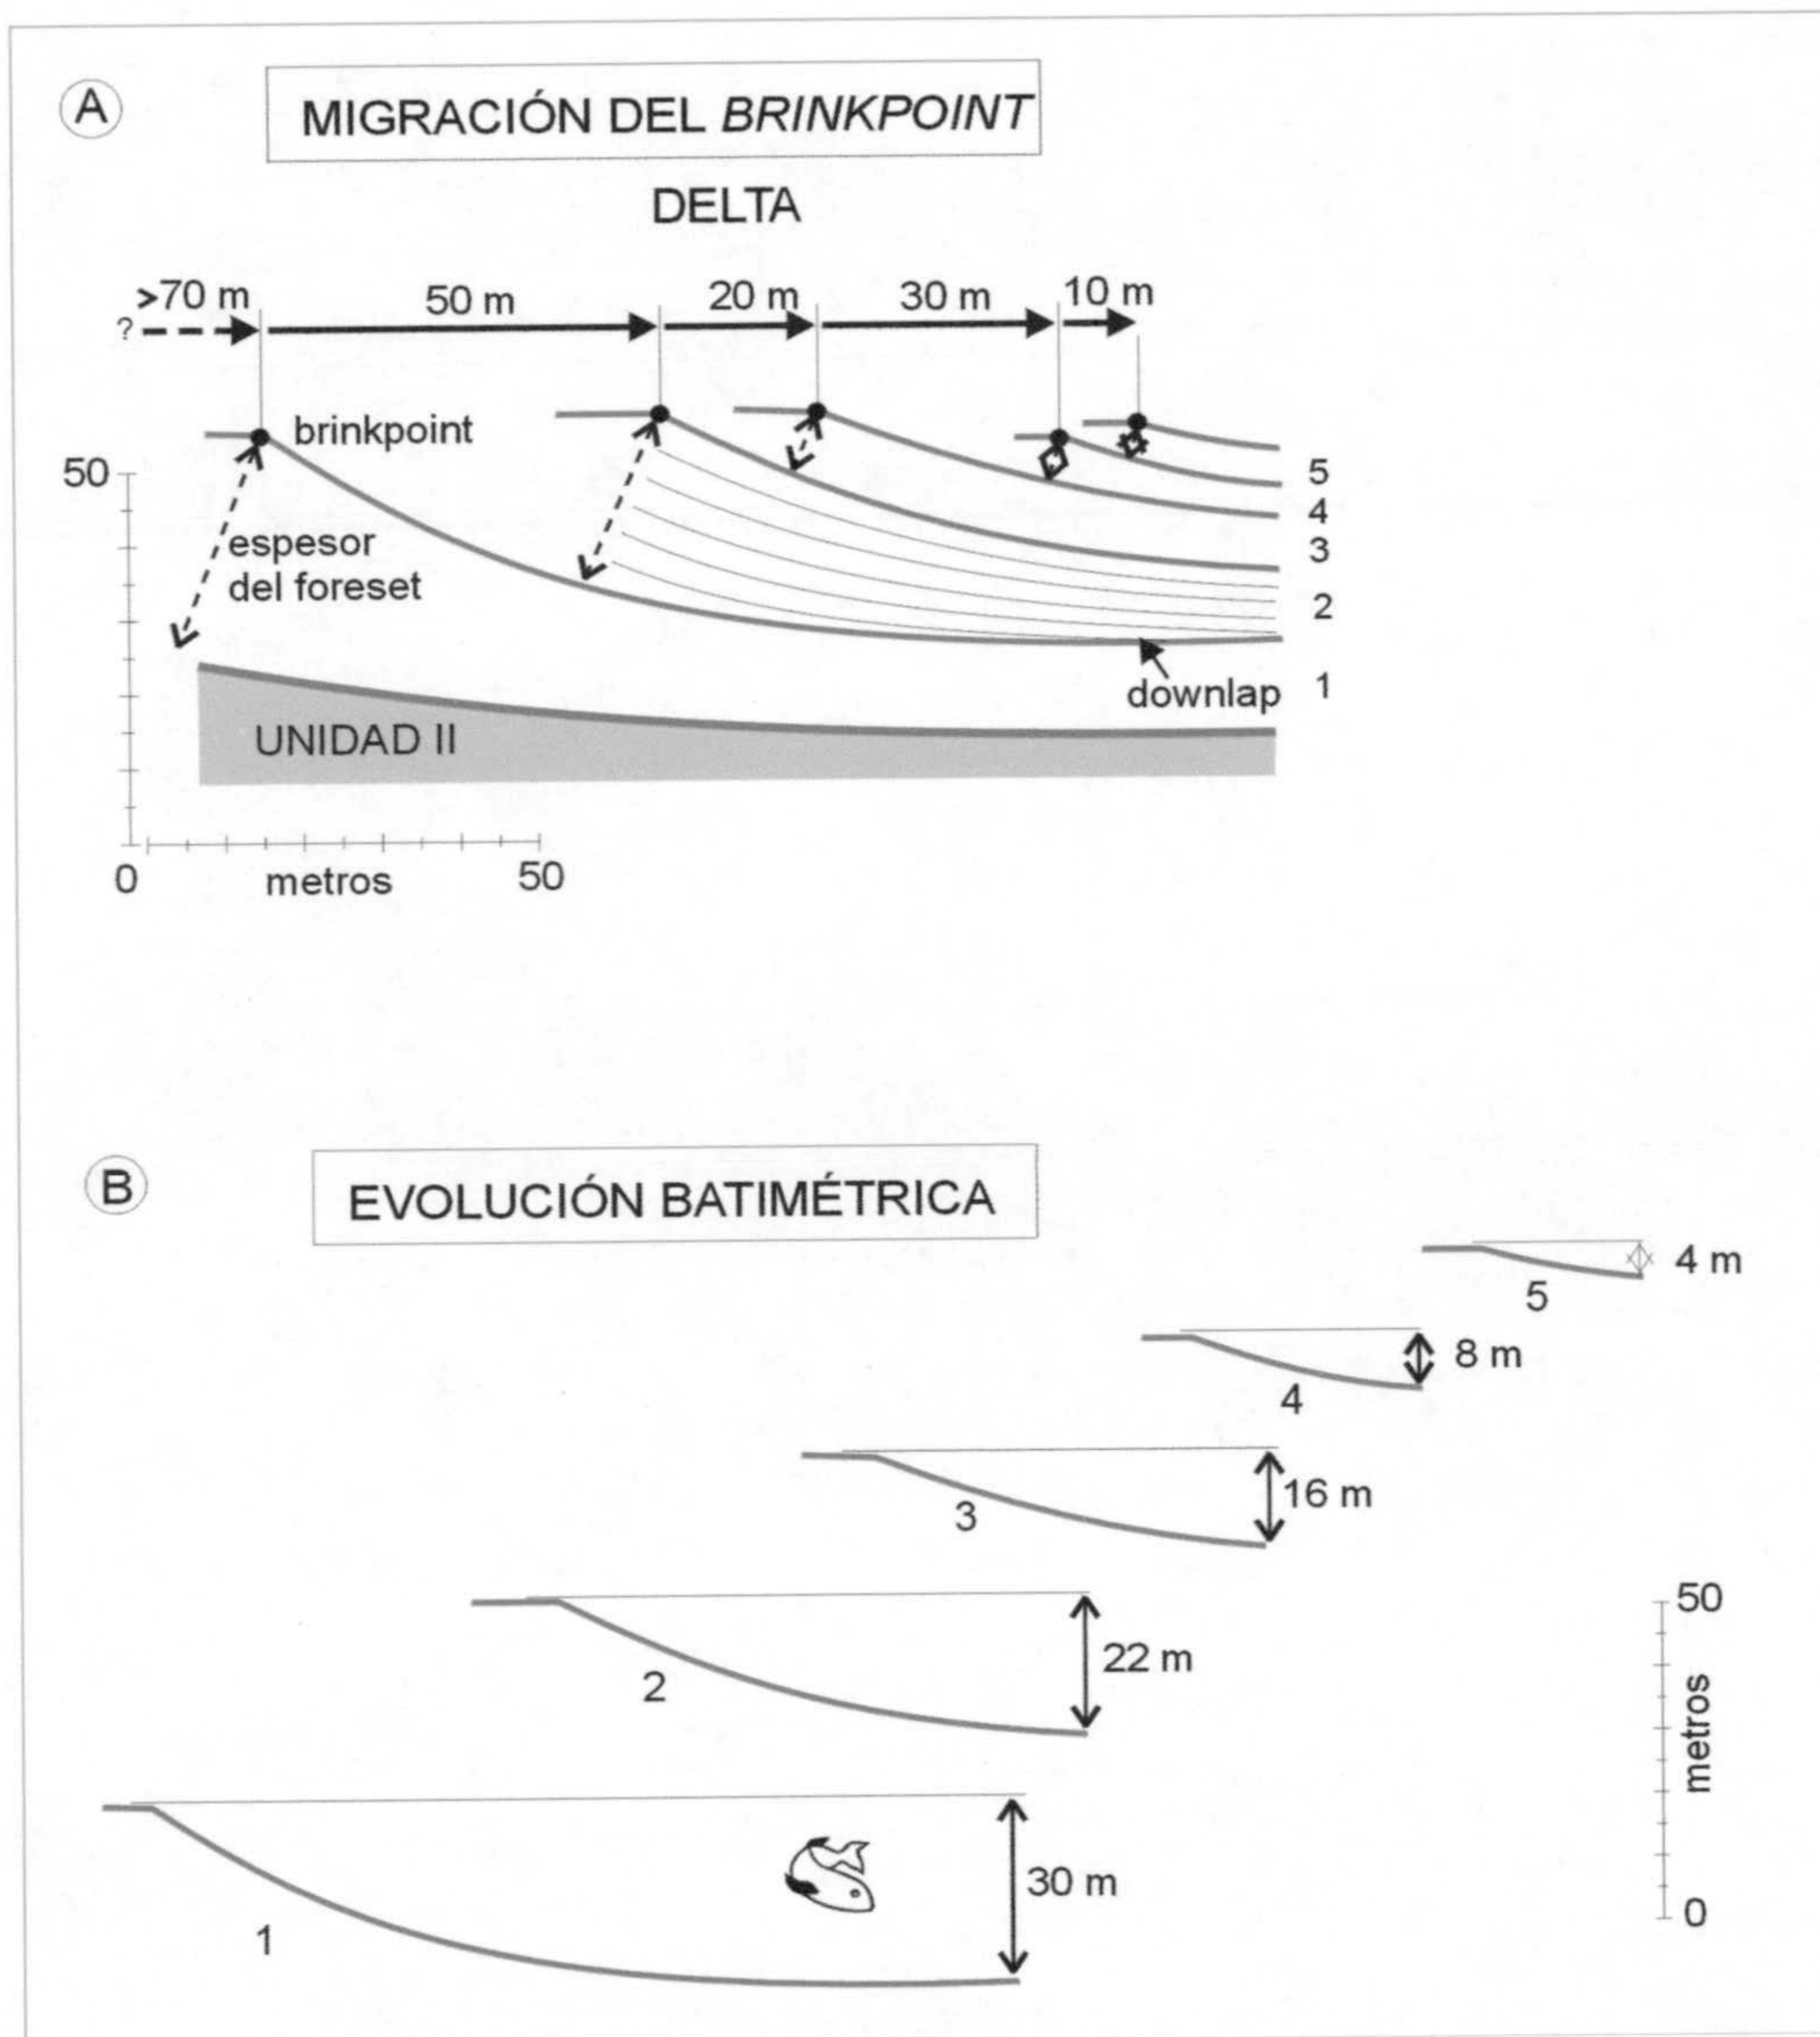 A
MIGRACIÓN DEL BRINKPOINT
DELTA
>70 m
50 m
20 m
30 m
10 m
?
brinkpoint
50
espesor
del foreset
5
4
3
2
downlap
1
UNIDAD II
0
metros
50
B
EVOLUCIÓN BATIMÉTRICA
4 m
5
8 m
4
16 m
3
50
22 m
2
metros
30 m
0
1